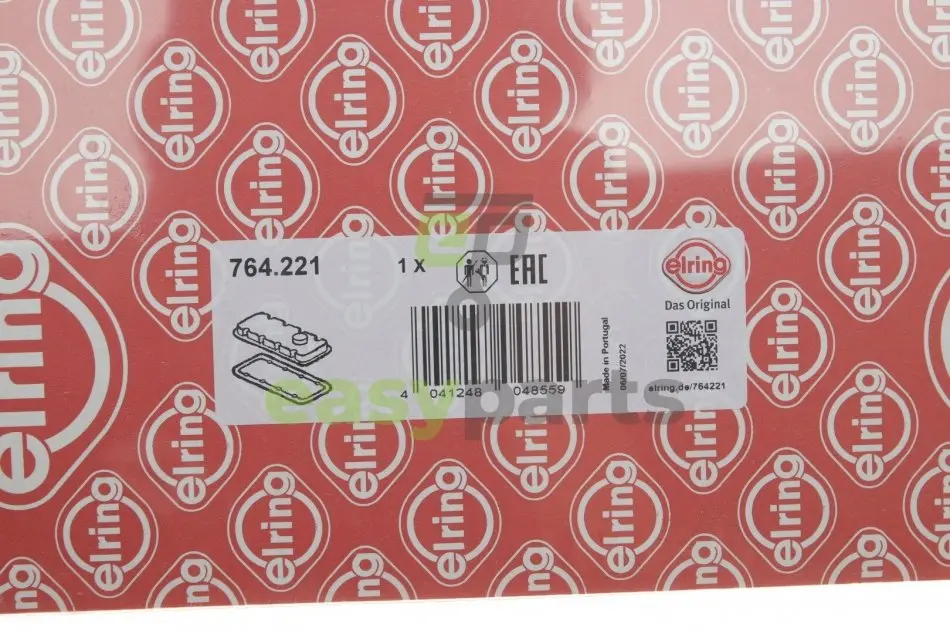 764.221
1 X
EAC
elring
Das Original
Made in Portugal
06/07/2022
4 041248 048559
elring.de/764221
easyparts
elring